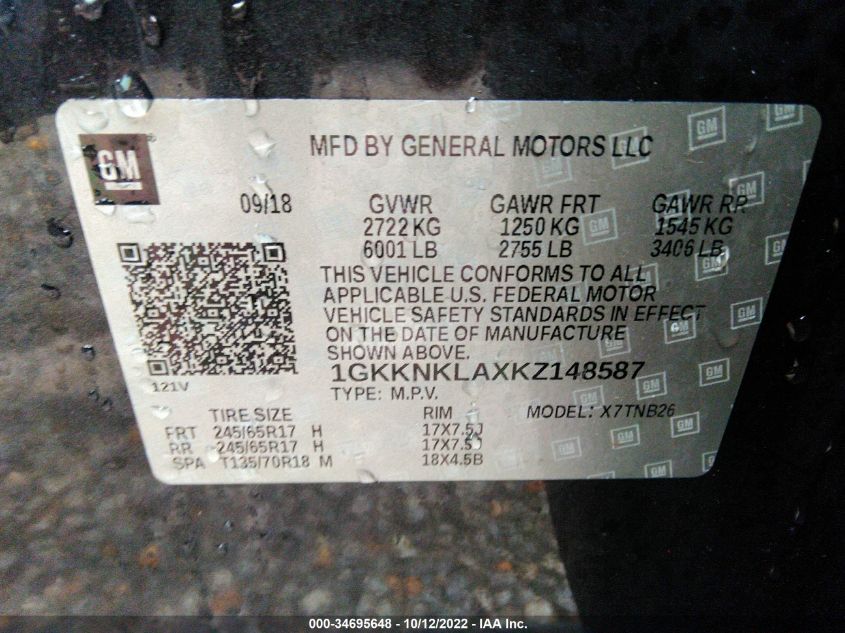 GM
MFD BY GENERAL MOTORS LLC
09/18 GVWR GAWR FRT GAWR RR
2722 KG 1250 KG 1545 KG
6001 LB 2755 LB 3406 LB
THIS VEHICLE CONFORMS TO ALL
APPLICABLE U.S. FEDERAL MOTOR
VEHICLE SAFETY STANDARDS IN EFFECT
ON THE DATE OF MANUFACTURE
SHOWN ABOVE.
1GKKNKLAXKZ148587
121V
TYPE: M.P.V. MODEL: X7TNB26
TIRE SIZE RIM
FRT 245/65R17 H 17X7.5J
RR 245/65R17 H 17X7.5J
SPA T135/70R18 M 18X4.5B
000-34695648 - 10/12/2022 - IAA Inc.